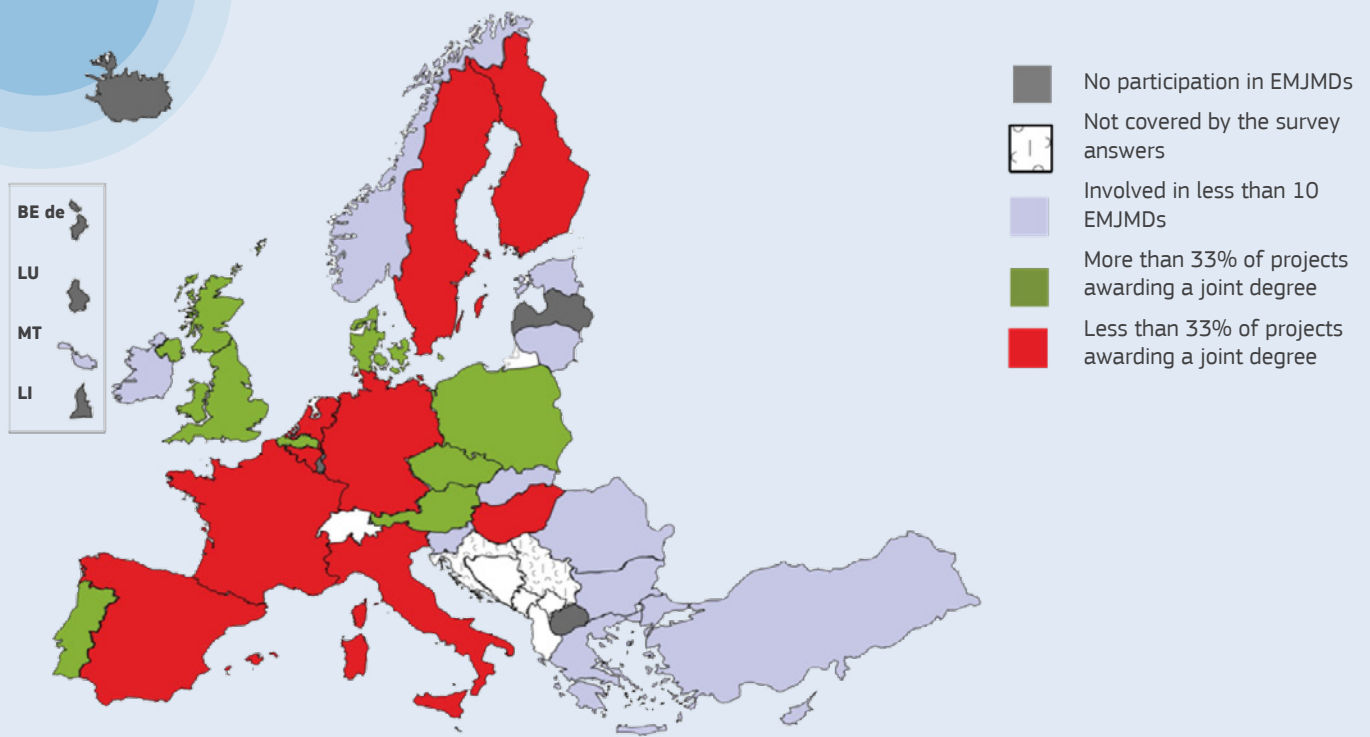 BE de
LU
MT
LI
No participation in EMJMDs
Not covered by the survey
answers
Involved in less than 10
EMJMDs
More than 33% of projects
awarding a joint degree
Less than 33% of projects
awarding a joint degree